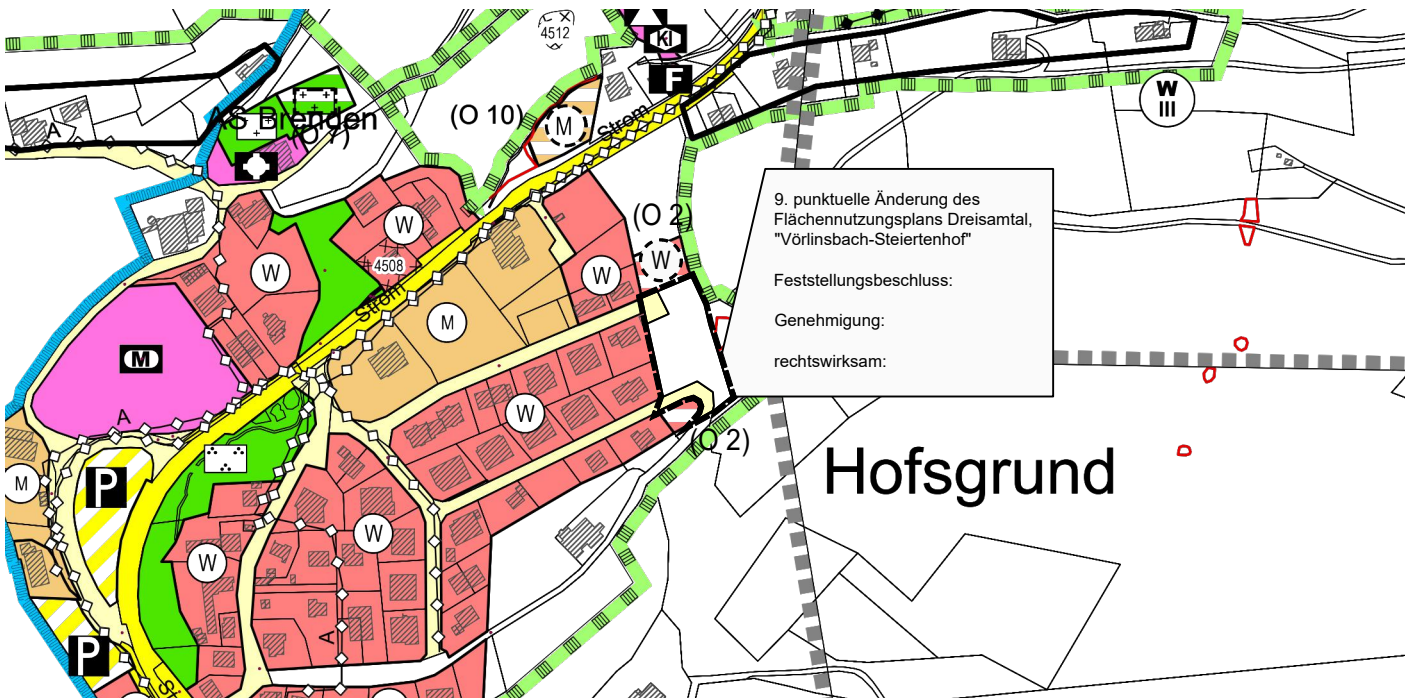 4512
KI
F
W
III
AS Brenden
(O 7)
A
(O 10)
M
Strom
9. punktuelle Änderung des
Flächennutzungsplans Dreisamtal,
"Vörlinsbach-Steiertenhof"
Feststellungsbeschluss:
Genehmigung:
rechtswirksam:
(O 2)
W
W
W
W
4508
Strom
M
M
A
W
(O 2)
Hofsgrund
M
P
W
W
A
P
W
W